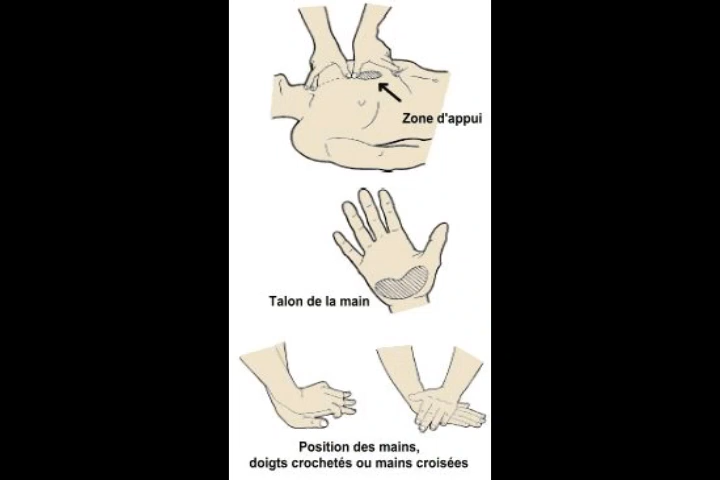 Zone d'appui
Talon de la main
Position des mains,
doigts crochetés ou mains croisées